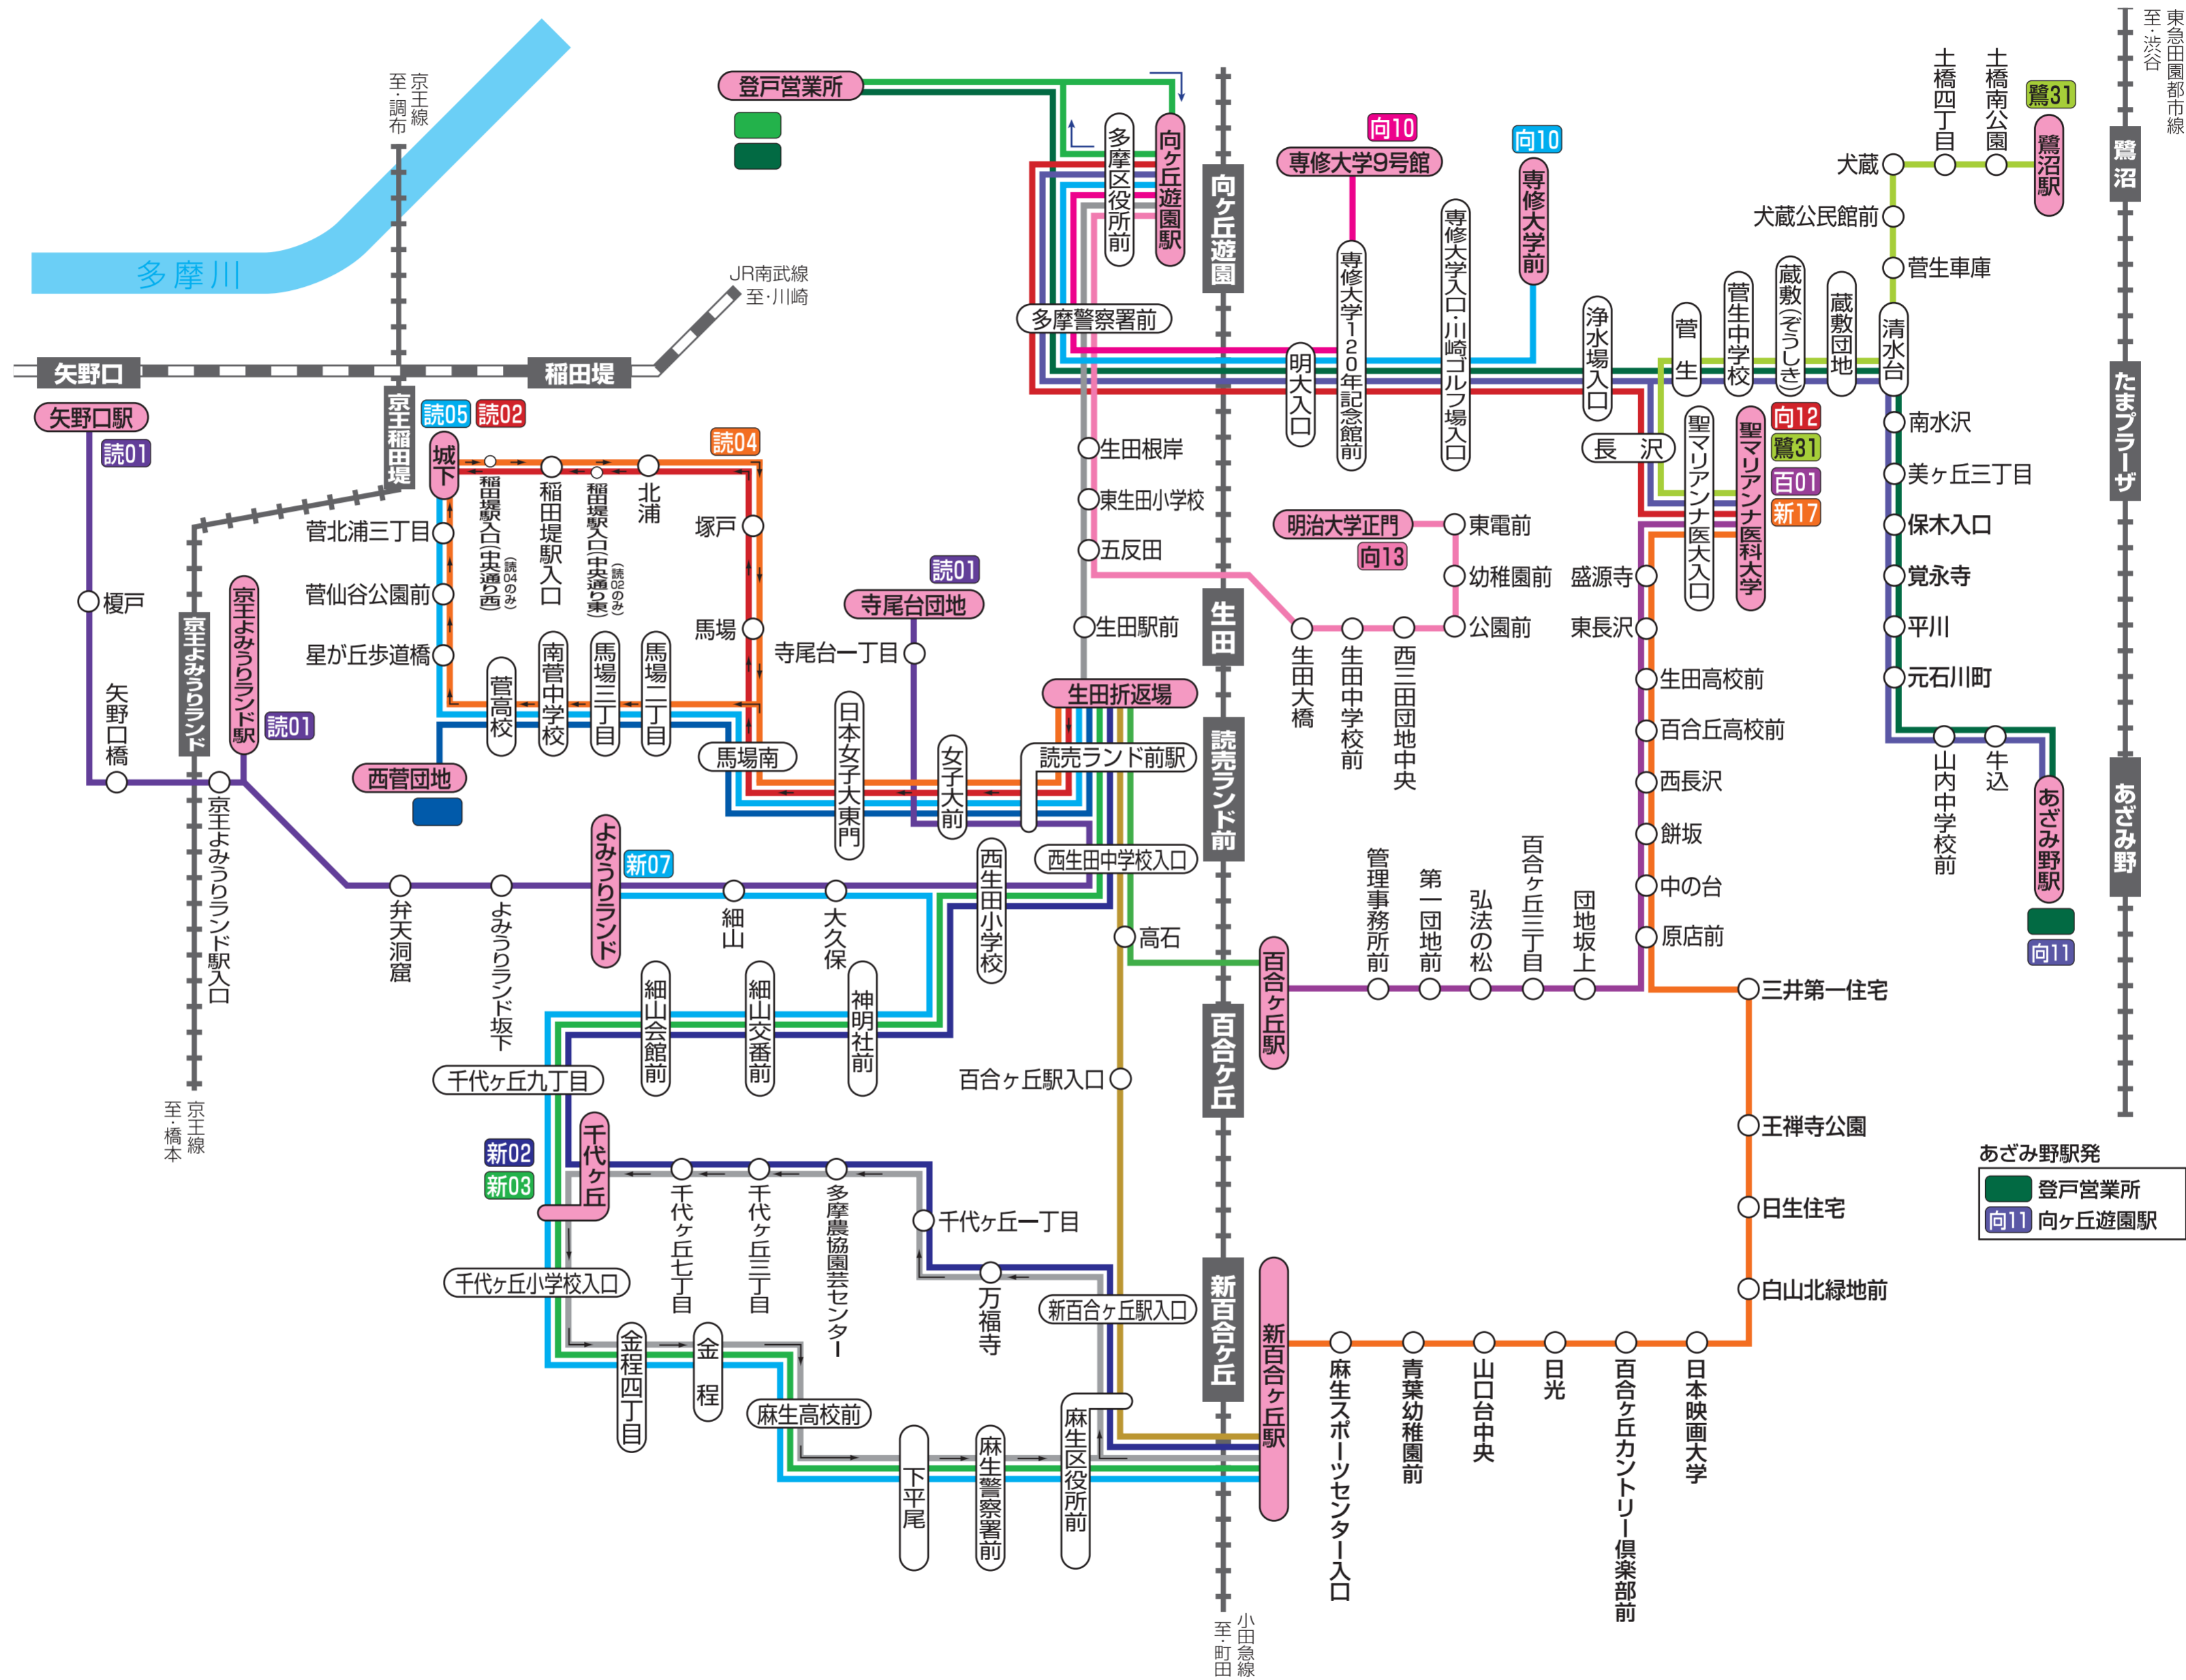 東急田園都市線
至・渋谷
土橋四丁目
土橋南公園
鷺31
鷺沼駅
鷺沼
犬蔵
犬蔵公民館前
菅生車庫
京王線
至・調布
多摩川
JR南武線
至・川崎
登戸営業所
多摩区役所前
向ヶ丘遊園駅
向ヶ丘遊園
向10
専修大学9号館
向10
専修大学前
多摩警察署前
明大入口
専修大学120年記念館前
専修大学入口・川崎ゴルフ場入口
浄水場入口
菅生
菅生中学校
蔵敷(ぞうしき)
蔵敷団地
清水台
長沢
聖マリアンナ医大入口
聖マリアンナ医科大学
向12
鷺31
百01
新17
南水沢
美ヶ丘三丁目
保木入口
覚永寺
平川
元石川町
山内中学校前
牛込
あざみ野駅
向11
たまプラーザ
あざみ野
矢野口
稲田堤
矢野口駅
読01
京王稲田堤
読05
読02
城下
読04
稲田堤駅入口(中央通り西)
(読04のみ)
稲田堤駅入口
稲田堤駅入口(中央通り東)
(読02のみ)
北浦
塚戸
馬場
菅北浦三丁目
菅仙谷公園前
星が丘歩道橋
菅高校
南菅中学校
馬場三丁目
馬場二丁目
馬場南
西菅団地
榎戸
矢野口橋
京王よみうりランド
京王よみうりランド駅
読01
京王よみうりランド駅入口
弁天洞窟
よみうりランド坂下
よみうりランド
新07
細山
大久保
読01
寺尾台団地
寺尾台一丁目
日本女子大東門
女子大前
読売ランド前駅
生田根岸
東生田小学校
五反田
生田駅前
生田折返場
生田
読売ランド前
明治大学正門
向13
東電前
幼稚園前
公園前
生田大橋
生田中学校前
西三田団地中央
盛源寺
東長沢
生田高校前
百合丘高校前
西長沢
餅坂
中の台
原店前
西生田中学校入口
西生田小学校
高石
百合ヶ丘駅入口
百合ヶ丘駅
百合ヶ丘
管理事務所前
第一団地前
弘法の松
百合ヶ丘三丁目
団地坂上
三井第一住宅
王禅寺公園
日生住宅
白山北緑地前
細山会館前
細山交番前
神明社前
千代ヶ丘九丁目
京王線
至・橋本
新02
新03
千代ヶ丘
千代ヶ丘七丁目
千代ヶ丘三丁目
多摩農協園芸センター
千代ヶ丘一丁目
万福寺
千代ヶ丘小学校入口
新百合ヶ丘駅入口
新百合ヶ丘
新百合ヶ丘駅
金程四丁目
金程
麻生高校前
下平尾
麻生警察署前
麻生区役所前
麻生スポーツセンター入口
青葉幼稚園前
山口台中央
日光
百合ヶ丘カントリー倶楽部前
日本映画大学
小田急線
至・町田
あざみ野駅発
登戸営業所
向11 向ヶ丘遊園駅